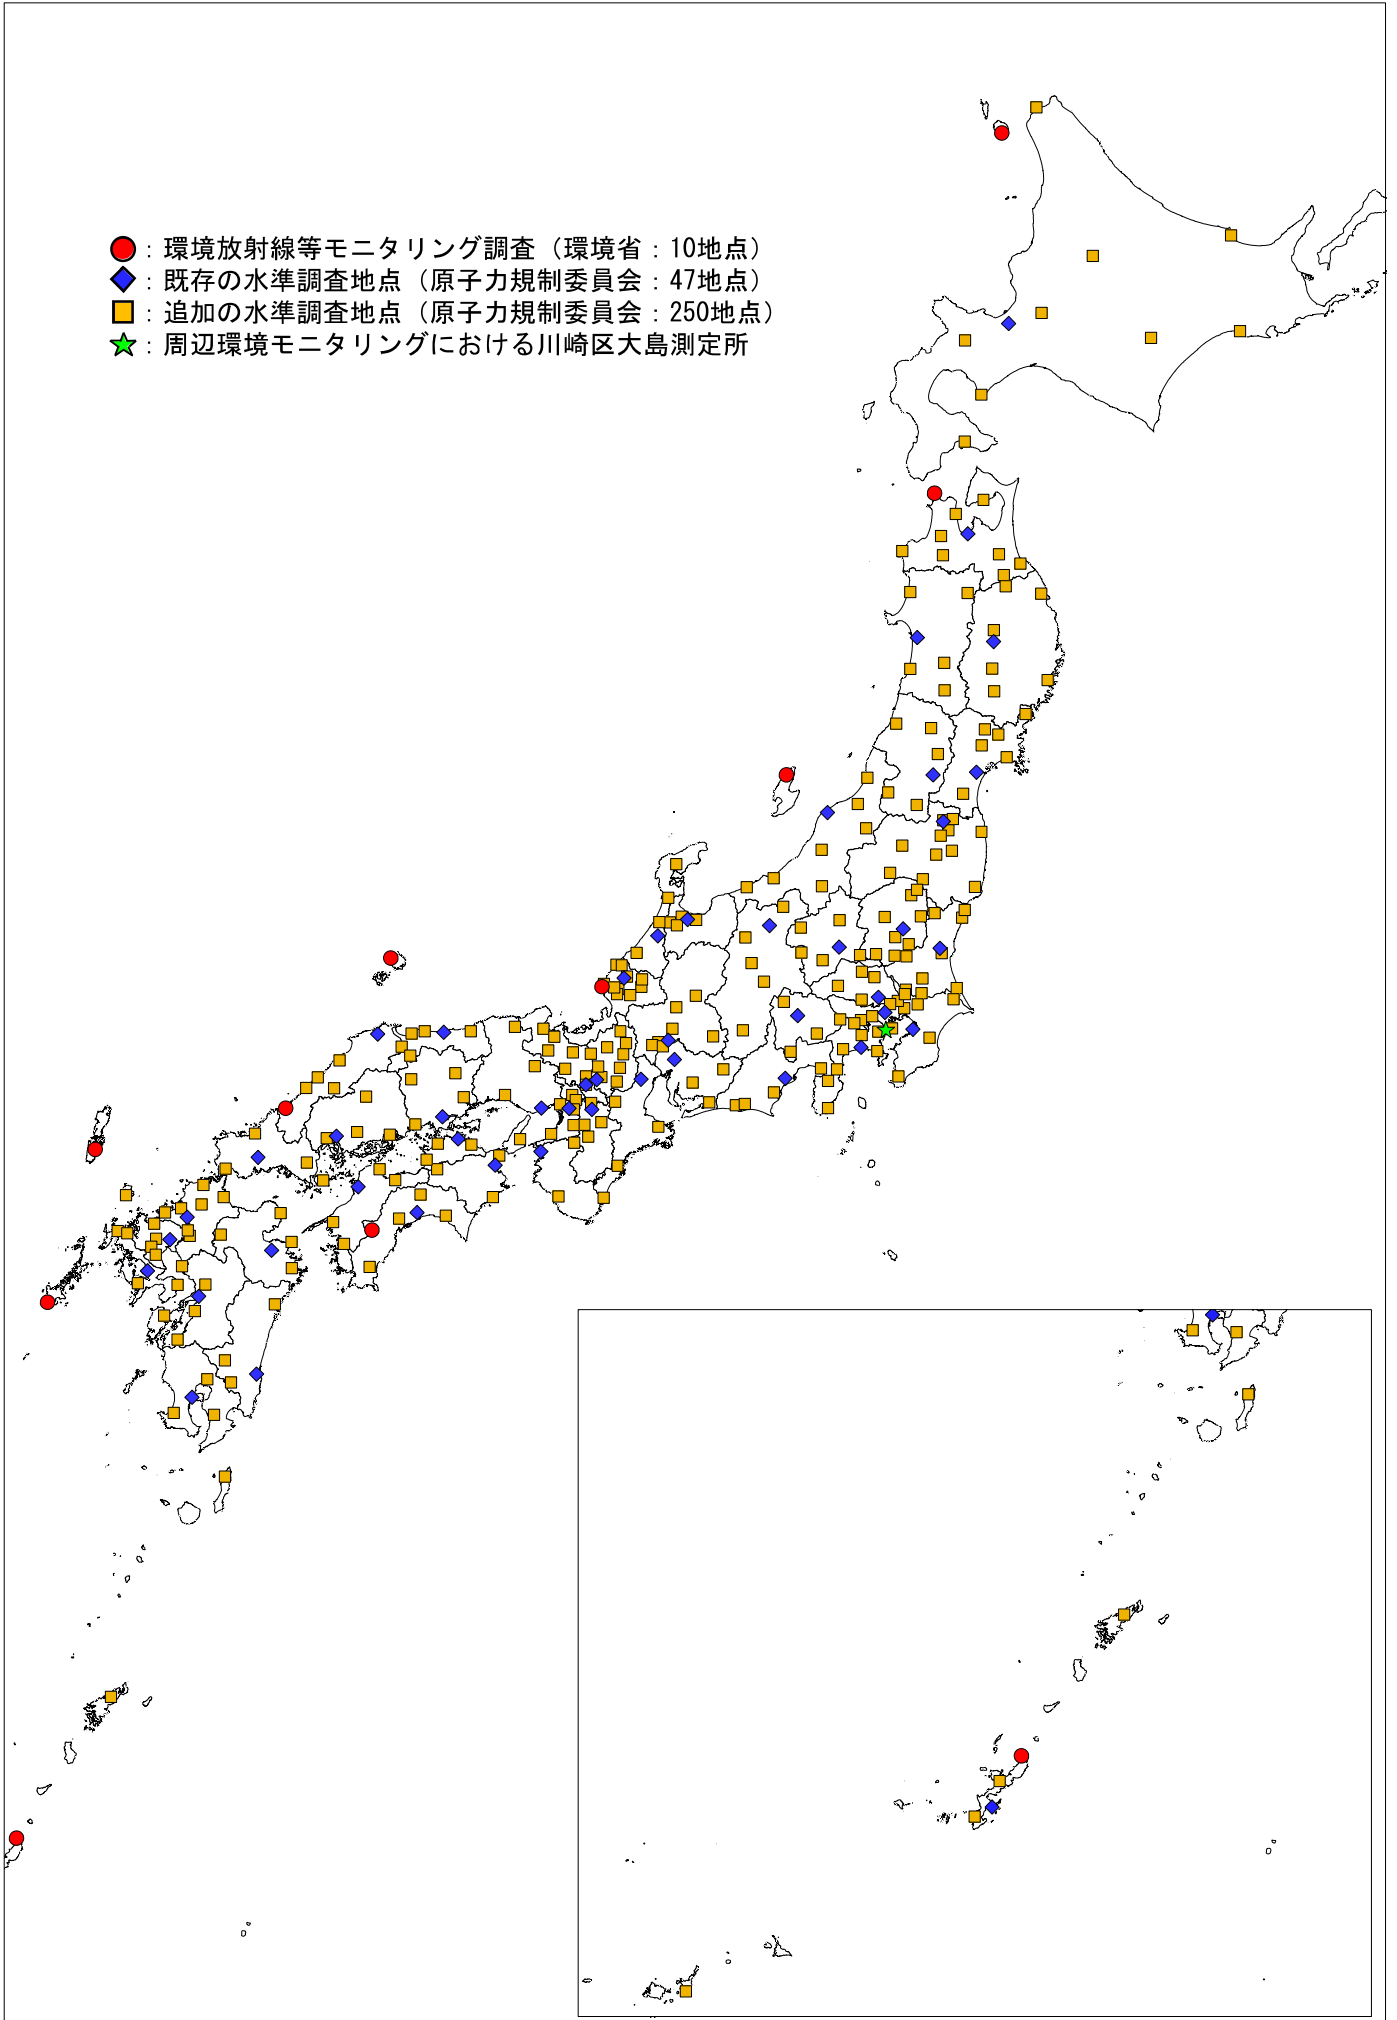 ：環境放射線等モニタリング調査（環境省：10地点）
：既存の水準調査地点（原子力規制委員会：47地点）
：追加の水準調査地点（原子力規制委員会：250地点）
：周辺環境モニタリングにおける川崎区大島測定所